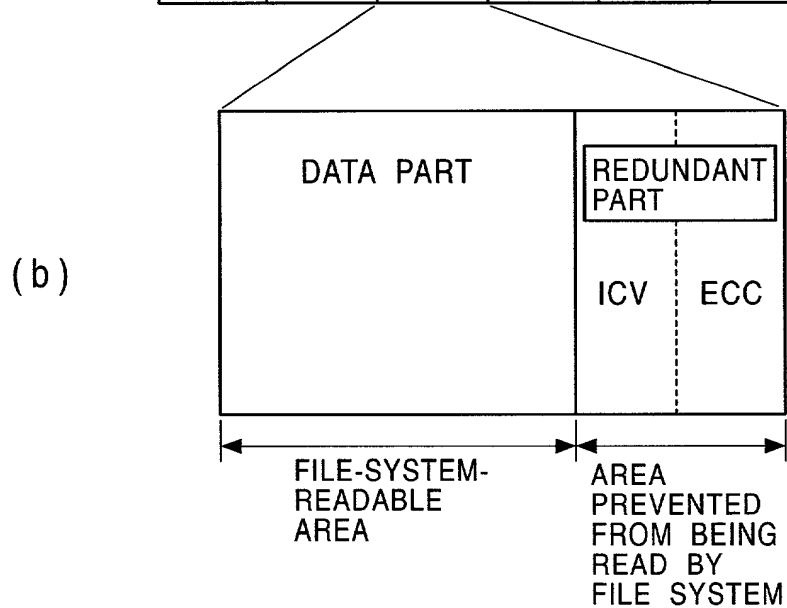 DATA PART
REDUNDANT
PART
(b)
ICV
ECC
FILE-SYSTEM-
READABLE
AREA
AREA
PREVENTED
FROM BEING
READ BY
FILE SYSTEM